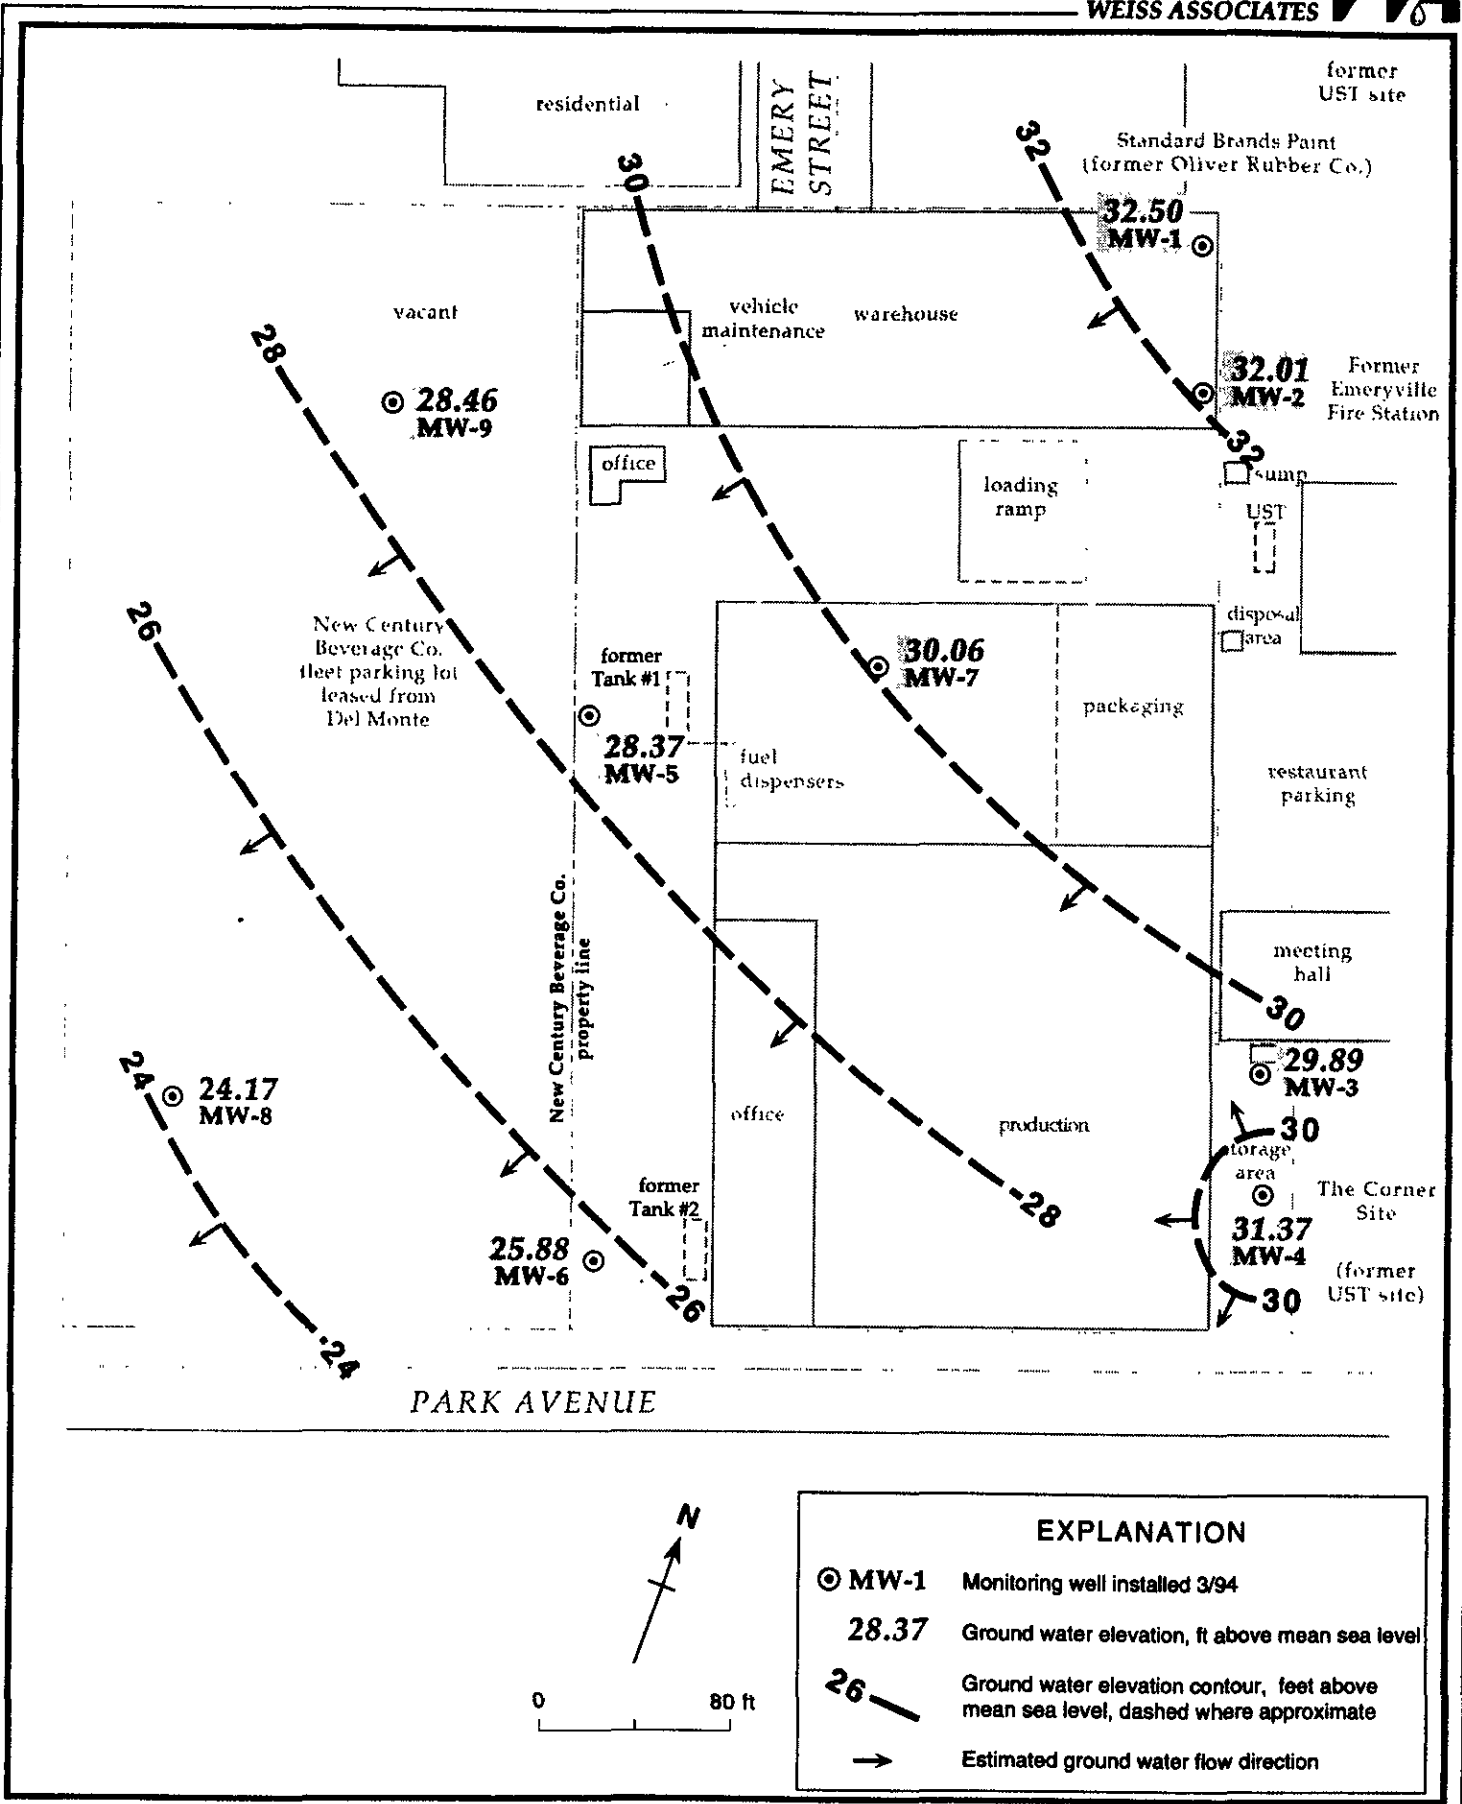 WEISS ASSOCIATES
former
UST site
residential
EMERY
STREET
32
Standard Brands Paint
(former Oliver Rubber Co.)
30
32.50
MW-1
vacant
vehicle
maintenance
warehouse
28
28.46
MW-9
32.01
MW-2
Former
Emeryville
Fire Station
32
office
loading
ramp
sump
UST
26
New Century
Beverage Co.
fleet parking lot
leased from
Del Monte
former
Tank #1
30.06
MW-7
disposal
area
packaging
28.37
MW-5
fuel
dispensers
restaurant
parking
New Century Beverage Co.
property line
meeting
hall
30
24
24.17
MW-8
29.89
MW-3
office
production
30
torage
area
former
Tank #2
28
The Corner
Site
31.37
MW-4
25.88
MW-6
(former
UST site)
26
30
24
PARK AVENUE
N
0 80 ft
EXPLANATION
MW-1 Monitoring well installed 3/94
28.37 Ground water elevation, ft above mean sea level
26 Ground water elevation contour, feet above
mean sea level, dashed where approximate
Estimated ground water flow direction